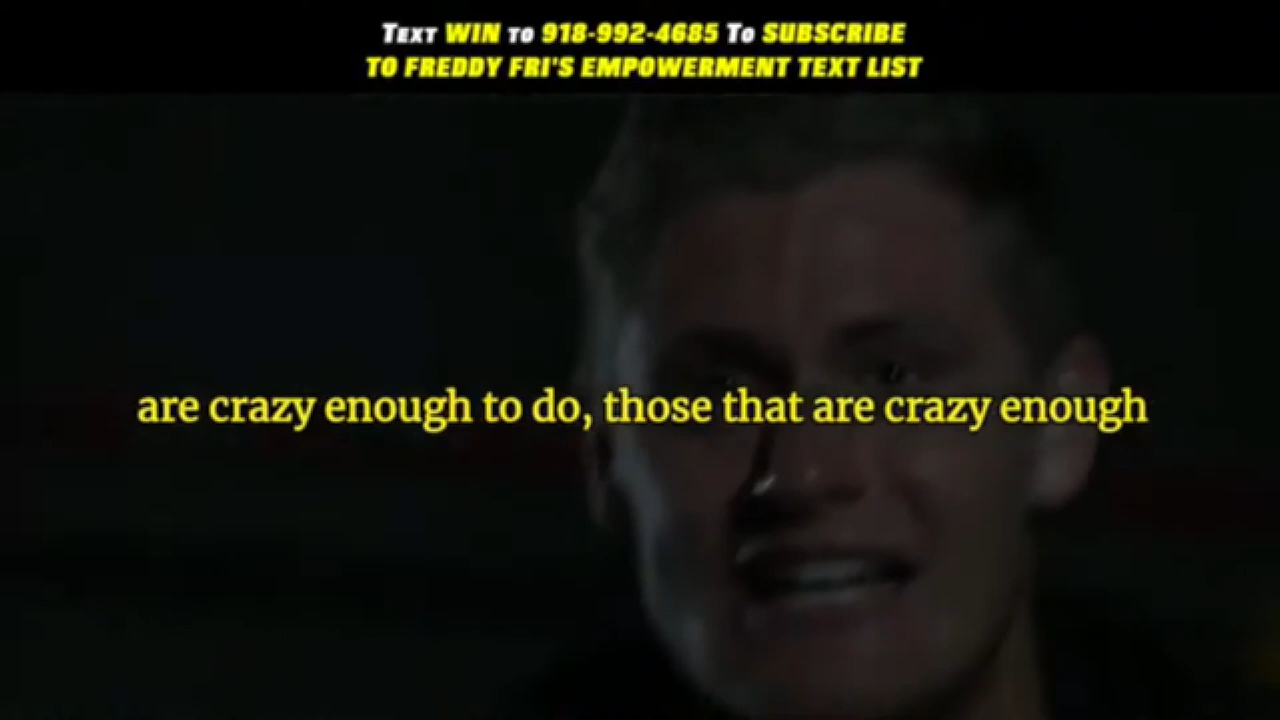 Text WIN to 918-992-4685 To SUBSCRIBE
TO FREDDY FRI'S EMPOWERMENT TEXT LIST
are crazy enough to do, those that are crazy enough